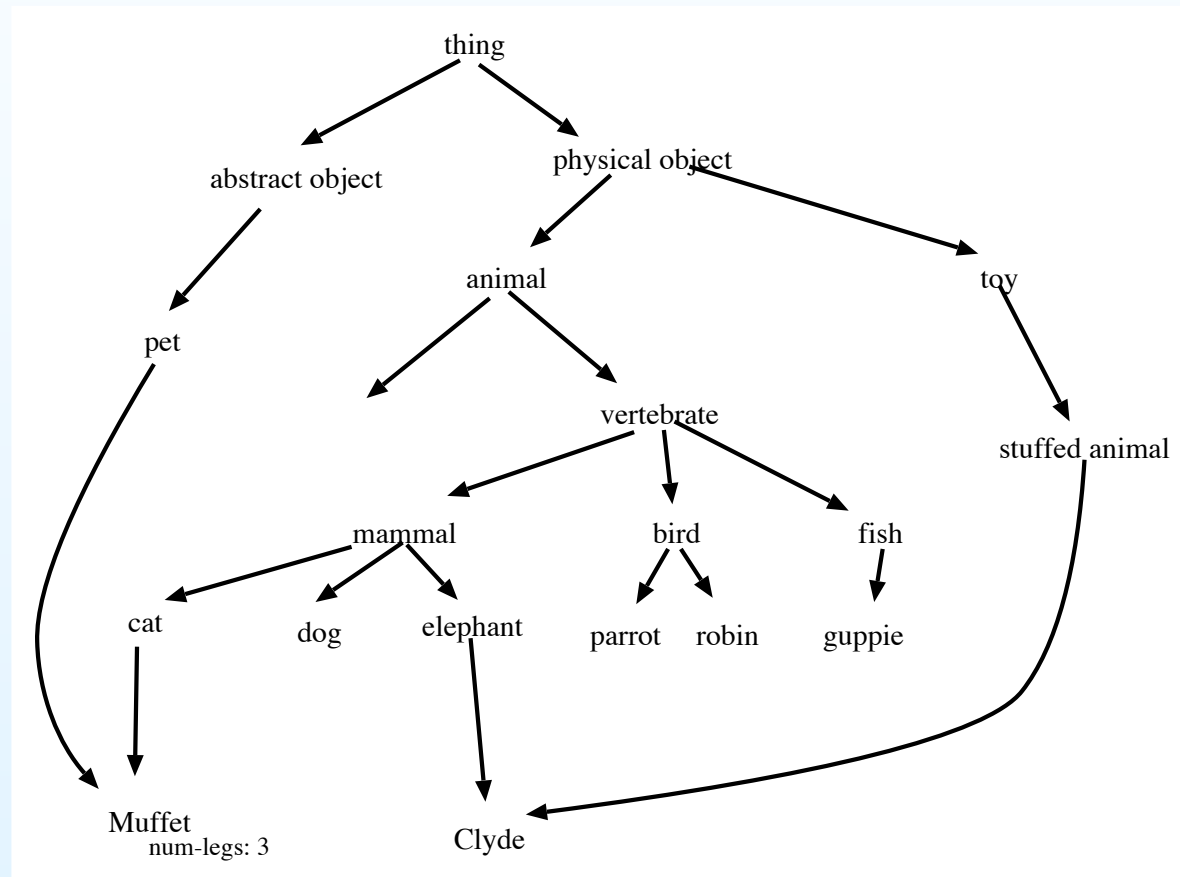 thing
abstract object
physical object
animal
toy
pet
vertebrate
stuffed animal
mammal
bird
fish
cat
dog
elephant
parrot
robin
guppie
Muffet
num-legs: 3
Clyde